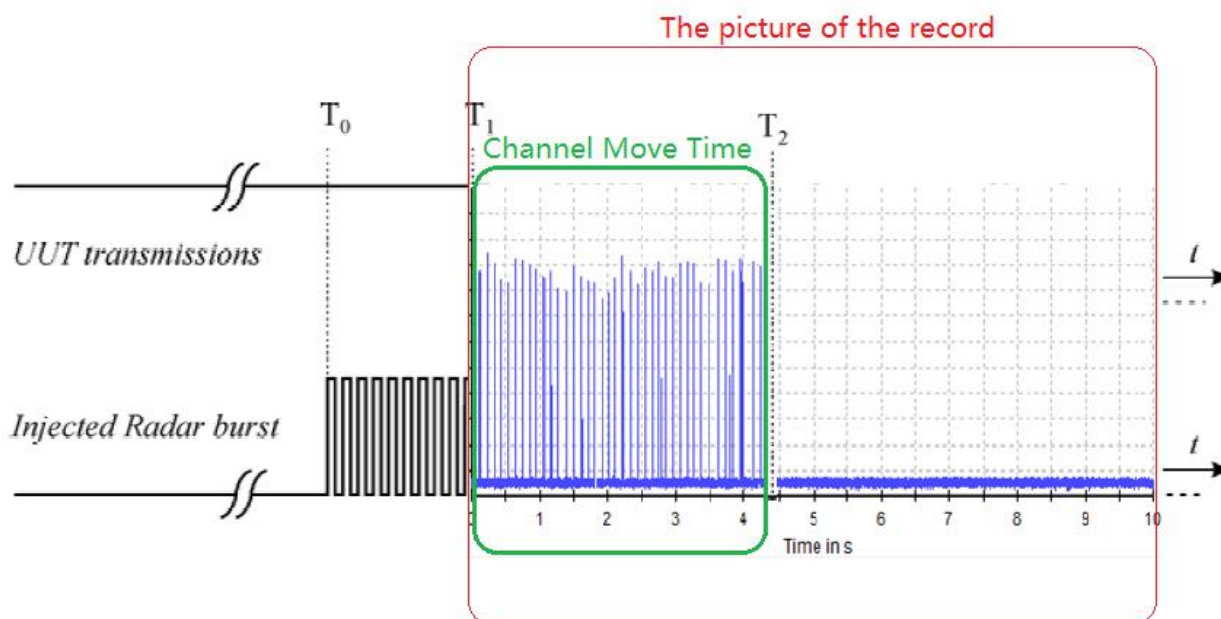 The picture of the record
T0
T1
T2
Channel Move Time
UUT transmissions
t
Injected Radar burst
t
1 2 3 4 5 6 7 8 9 10
Time in s